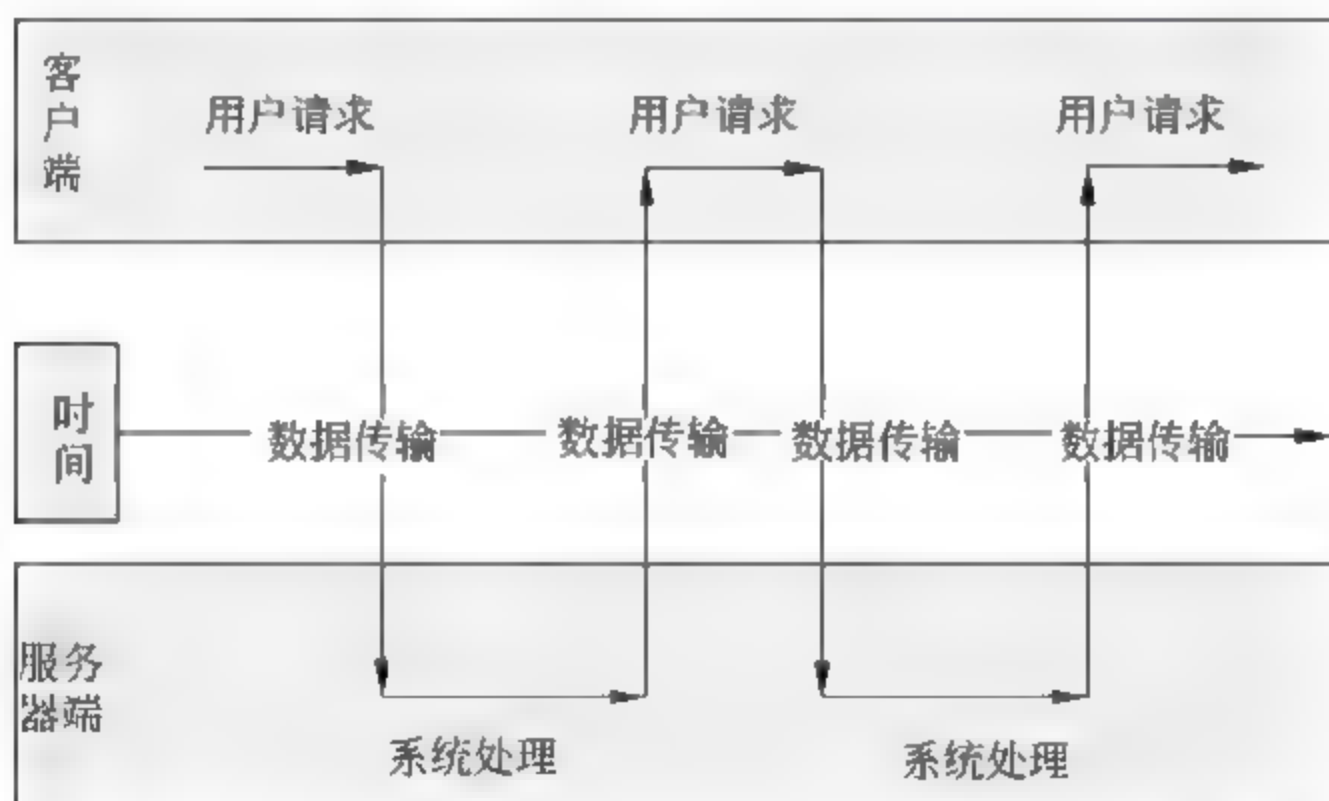 客户端
用户请求 用户请求 用户请求
时间
数据传输 数据传输 数据传输 数据传输
服务
器端
系统处理 系统处理